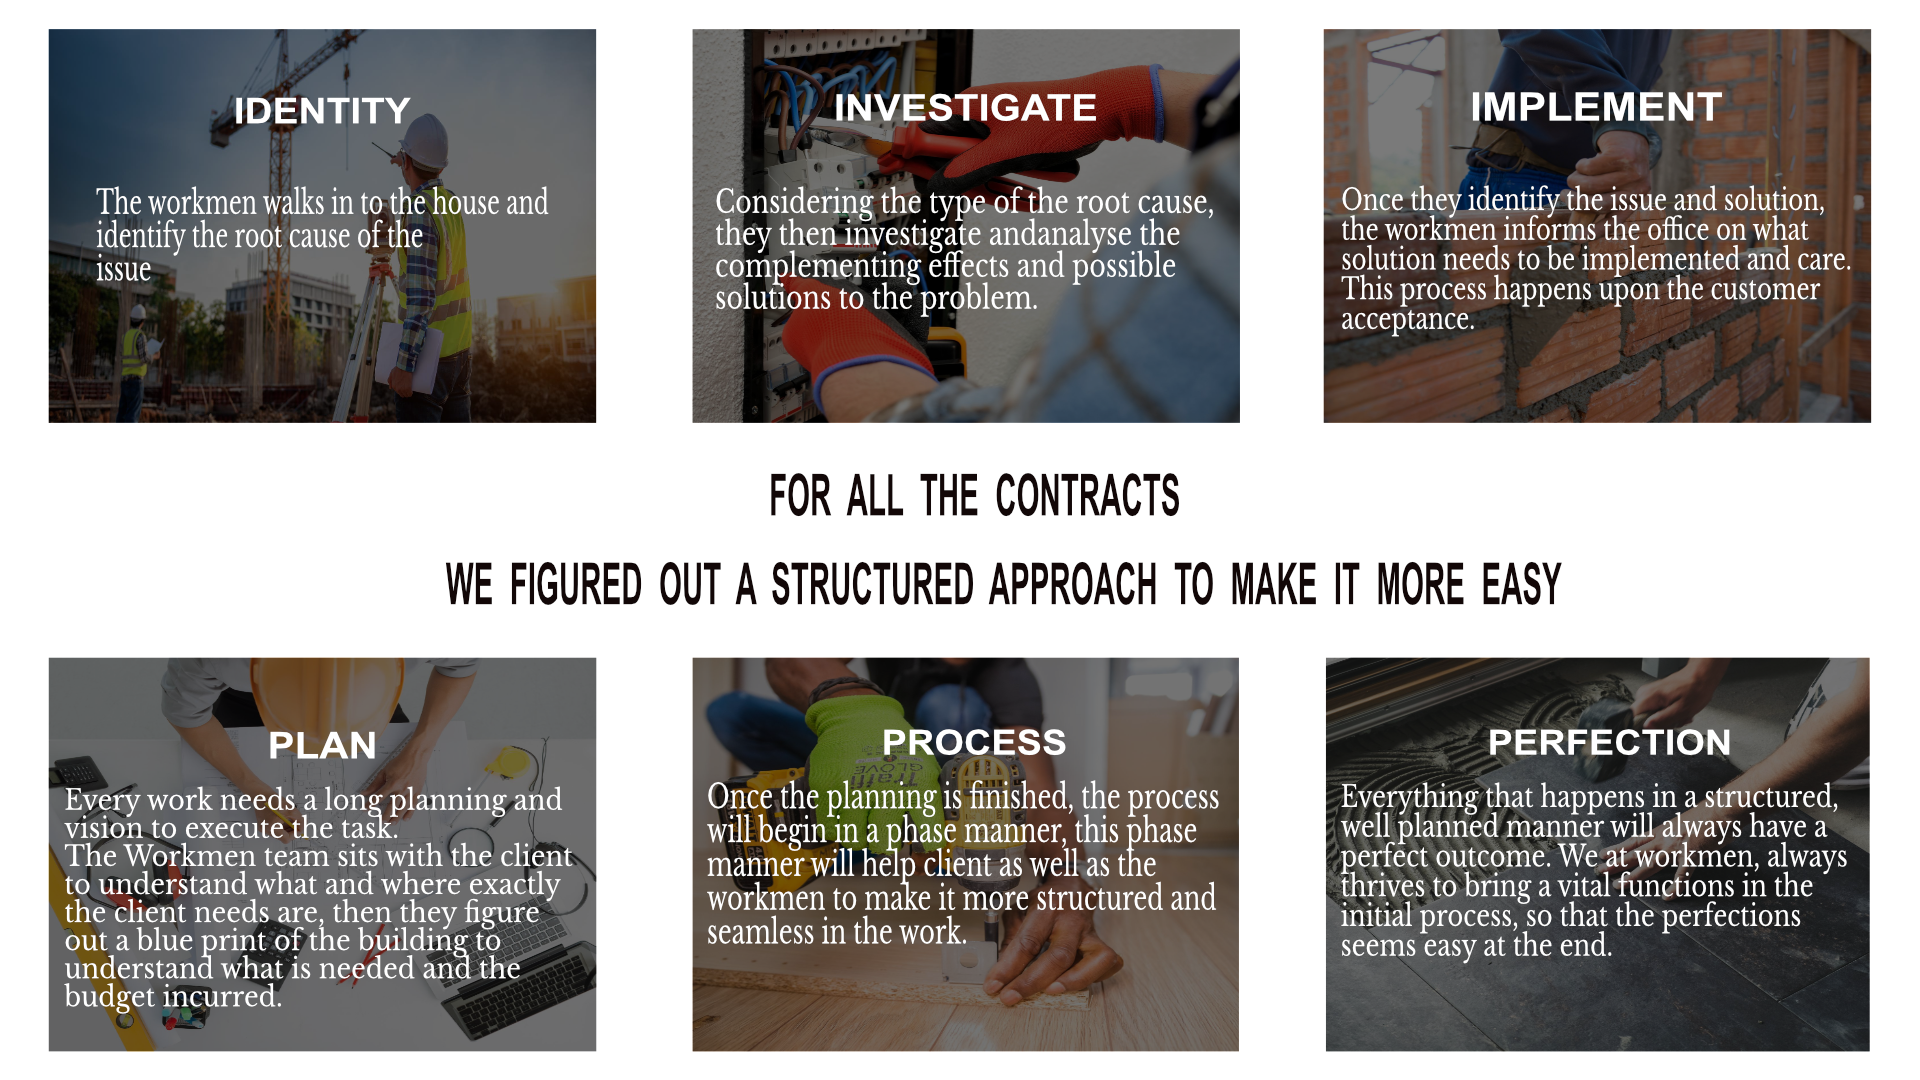 IDENTITY
The workmen walks in to the house and
identify the root cause of the
issue
INVESTIGATE
Considering the type of the root cause,
they then investigate andanalyse the
complementing effects and possible
solutions to the problem.
IMPLEMENT
Once they identify the issue and solution,
the workmen informs the office on what
solution needs to be implemented and care.
This process happens upon the customer
acceptance.
FOR ALL THE CONTRACTS
WE FIGURED OUT A STRUCTURED APPROACH TO MAKE IT MORE EASY
PLAN
Every work needs a long planning and
vision to execute the task.
The Workmen team sits with the client
to understand what and where exactly
the client needs are, then they figure
out a blue print of the building to
understand what is needed and the
budget incurred.
PROCESS
Once the planning is finished, the process
will begin in a phase manner, this phase
manner will help client as well as the
workmen to make it more structured and
seamless in the work.
PERFECTION
Everything that happens in a structured,
well planned manner will always have a
perfect outcome. We at workmen, always
thrives to bring a vital functions in the
initial process, so that the perfections
seems easy at the end.